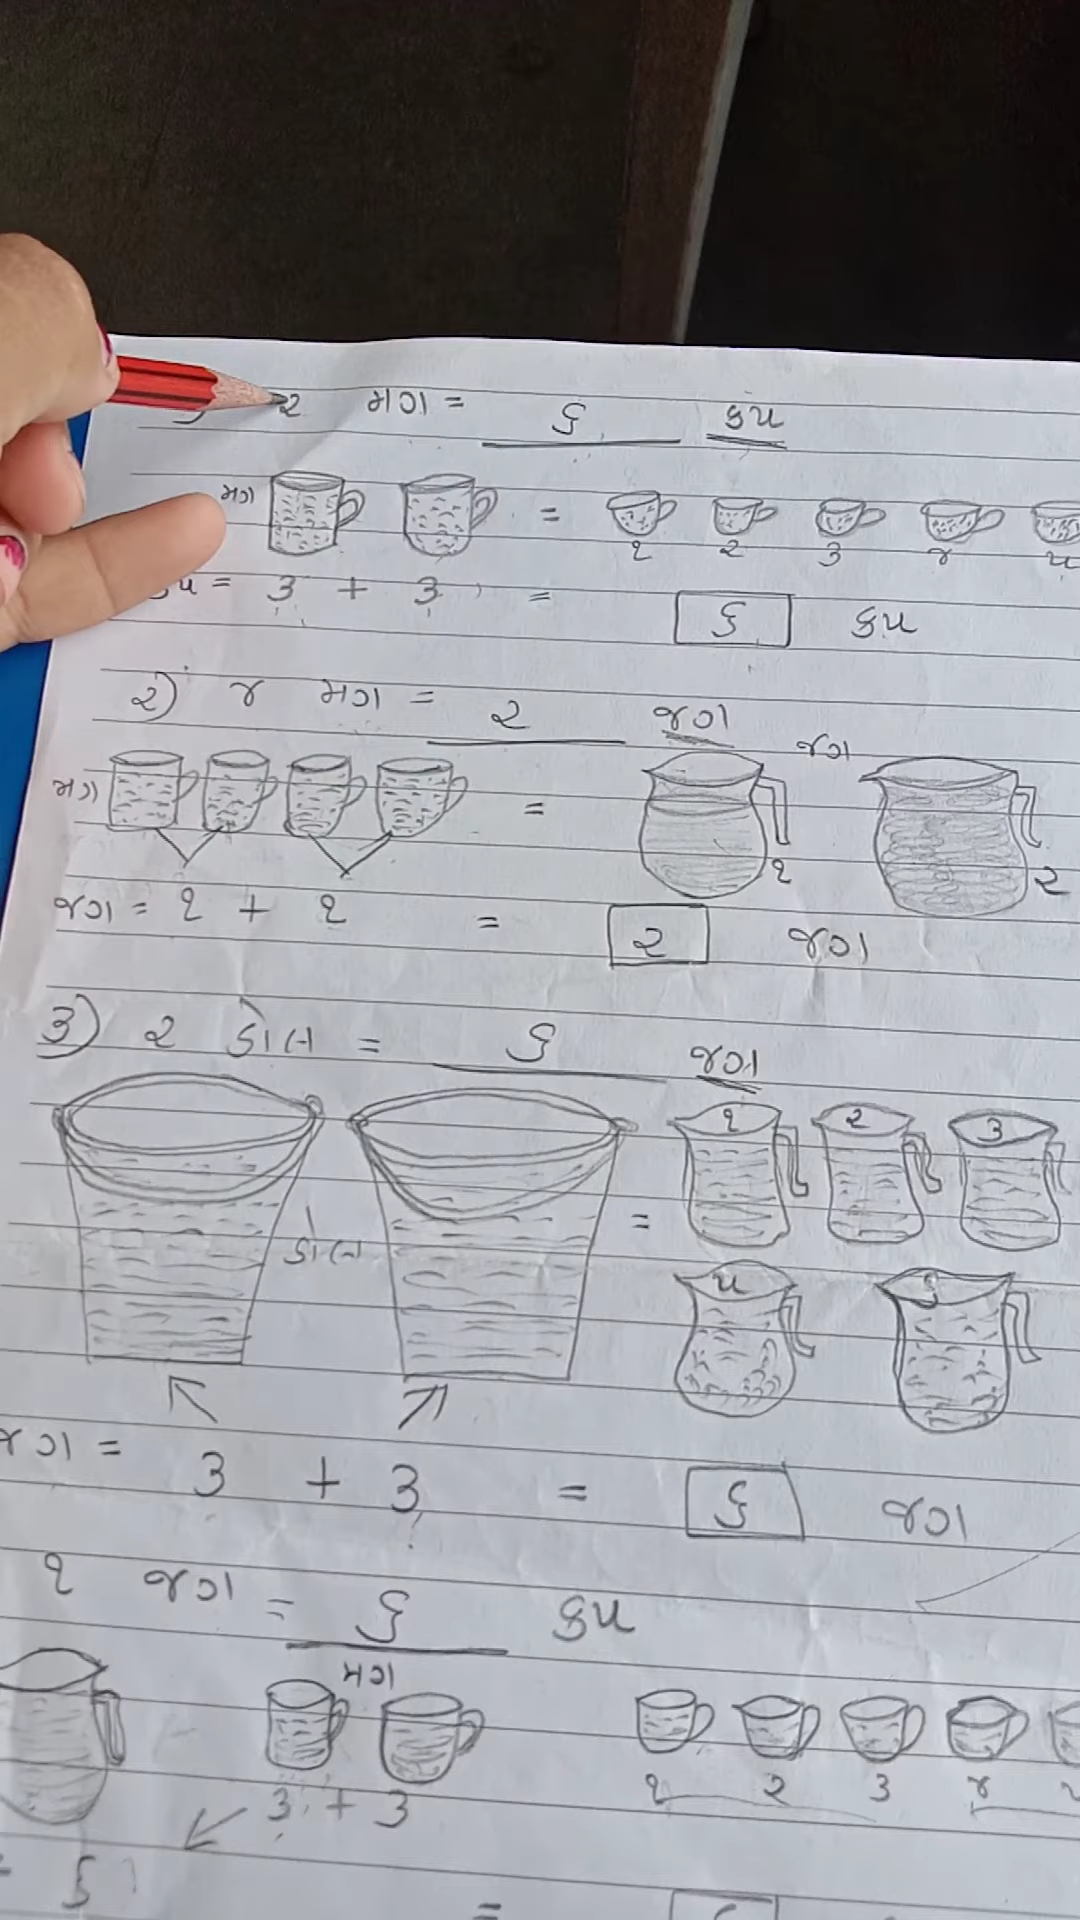 ૨ મગ = ૬ કપ
મગ =
૧ ૨ ૩ ૪ ૫
= ૩ + ૩ = ૬ કપ
૨) ૪ મગ = ૨ જગ
જગ
મગ =
૧ ૨
જગ = ૧ + ૧ = ૨ જગ
૩) ૨ ડોલ = ૬ જગ
૧ ૨ ૩
ડોલ =
૫ ૬
જગ = ૩ + ૩ = ૬ જગ
૧ જગ = ૬ કપ
મગ
૧ ૨ ૩ ૪
૩ + ૩
૬ =